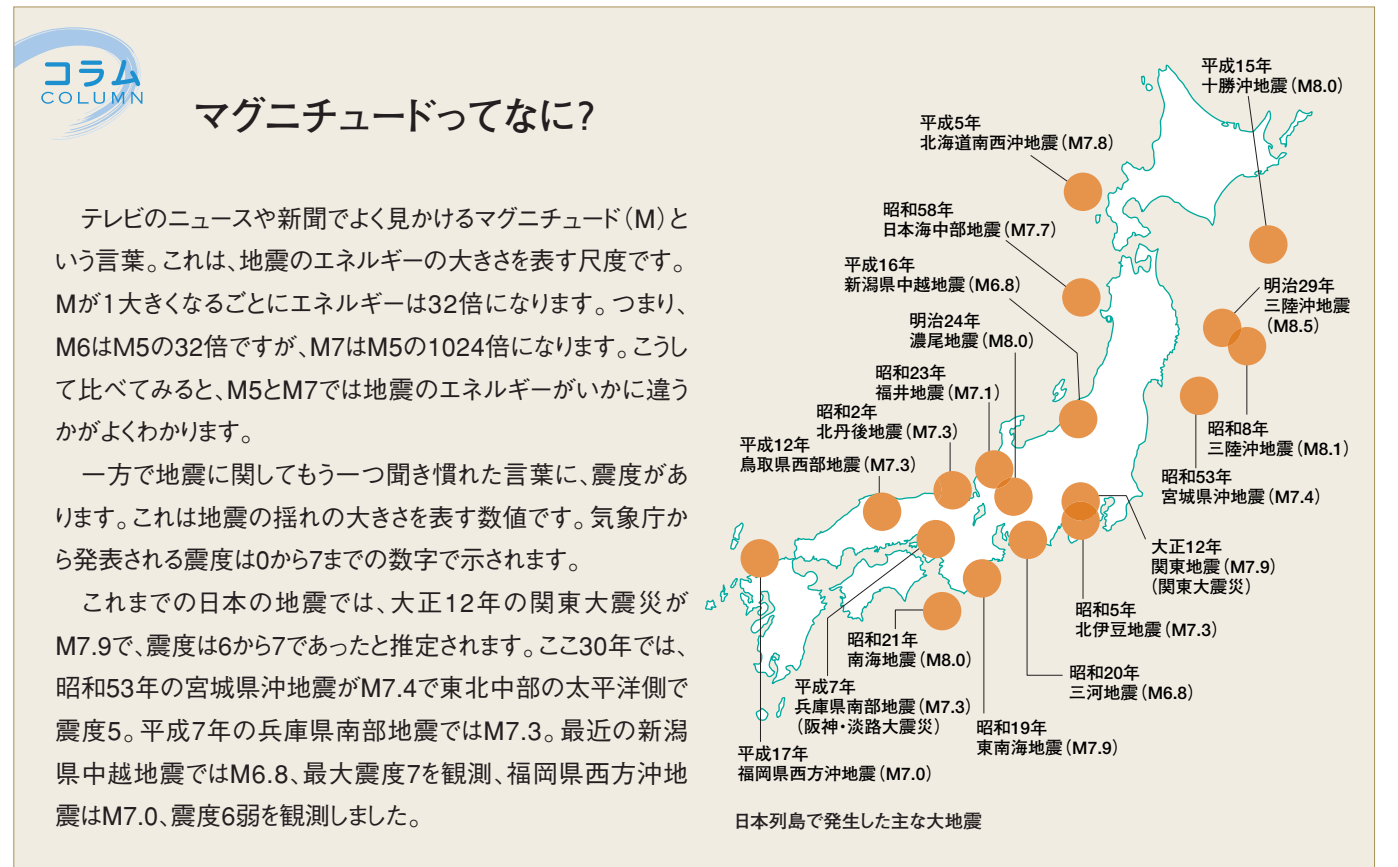 コラム
COLUMN
マグニチュードってなに?
テレビのニュースや新聞でよく見かけるマグニチュード(M)と
いう言葉。これは、地震のエネルギーの大きさを表す尺度です。
Mが1大きくなるごとにエネルギーは32倍になります。つまり、
M6はM5の32倍ですが、M7はM5の1024倍になります。こうし
て比べてみると、M5とM7では地震のエネルギーがいかに違う
かがよくわかります。
一方で地震に関してもう一つ聞き慣れた言葉に、震度があ
ります。これは地震の揺れの大きさを表す数値です。気象庁か
ら発表される震度は0から7までの数字で示されます。
これまでの日本の地震では、大正12年の関東大震災が
M7.9で、震度は6から7であったと推定されます。ここ30年では、
昭和53年の宮城県沖地震がM7.4で東北中部の太平洋側で
震度5。平成7年の兵庫県南部地震ではM7.3。最近の新潟
県中越地震ではM6.8、最大震度7を観測、福岡県西方沖地
震はM7.0、震度6弱を観測しました。
平成15年
十勝沖地震(M8.0)
平成5年
北海道南西沖地震(M7.8)
昭和58年
日本海中部地震(M7.7)
平成16年
新潟県中越地震(M6.8)
明治29年
三陸沖地震
(M8.5)
明治24年
濃尾地震(M8.0)
昭和23年
福井地震(M7.1)
昭和2年
北丹後地震(M7.3)
平成12年
鳥取県西部地震(M7.3)
昭和8年
三陸沖地震(M8.1)
昭和53年
宮城県沖地震(M7.4)
大正12年
関東地震(M7.9)
(関東大震災)
昭和5年
北伊豆地震(M7.3)
昭和21年
南海地震(M8.0)
昭和20年
三河地震(M6.8)
平成7年
兵庫県南部地震(M7.3)
(阪神・淡路大震災)
昭和19年
東南海地震(M7.9)
平成17年
福岡県西方沖地震(M7.0)
日本列島で発生した主な大地震